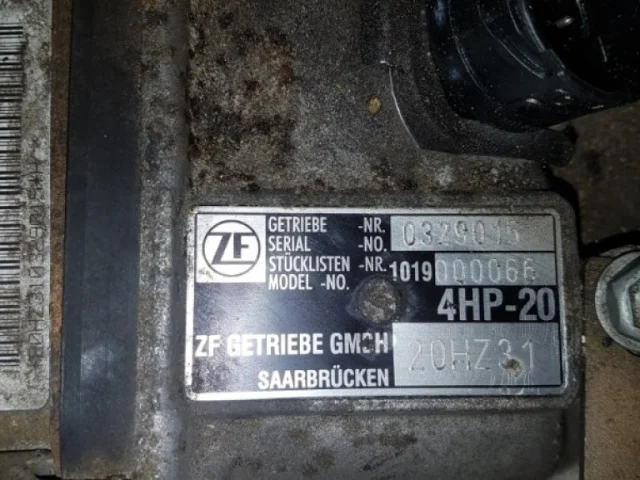 ZF
GETRIEBE -NR. 0329015
SERIAL -NO.
STÜCKLISTEN -NR. 1019 000066
MODEL -NO.
4HP-20
ZF GETRIEBE GMBH 20HZ31
SAARBRÜCKEN